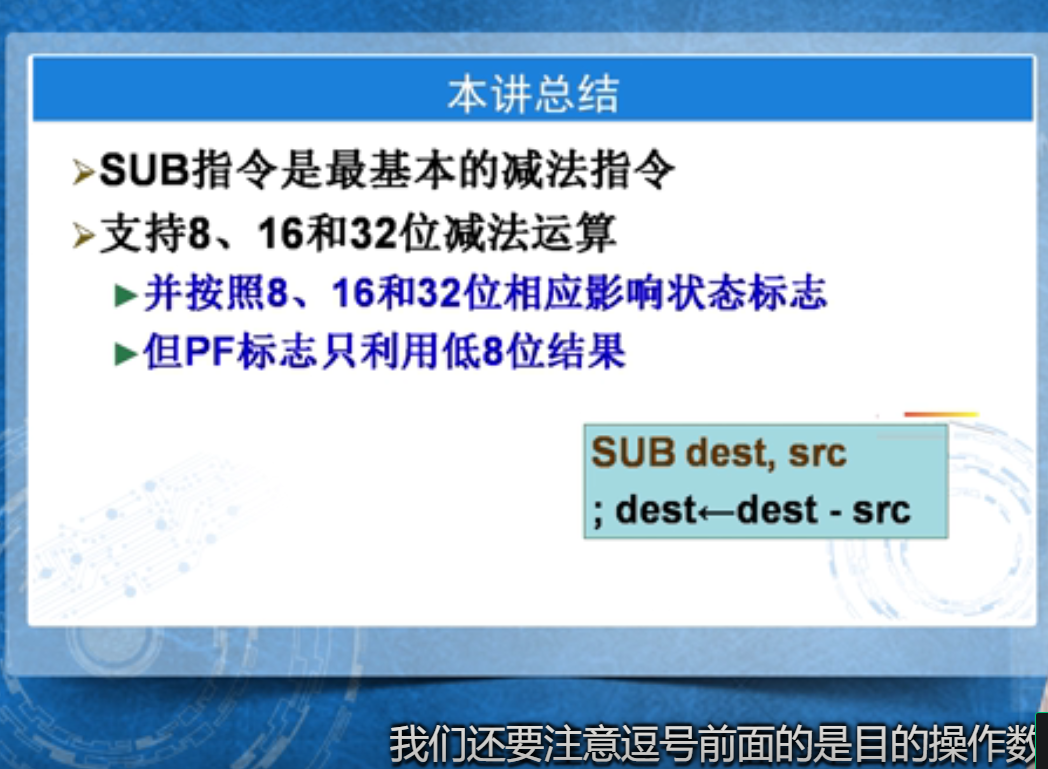 本讲总结
SUB指令是最基本的减法指令
支持8、16和32位减法运算
并按照8、16和32位相应影响状态标志
但PF标志只利用低8位结果
SUB dest, src
; dest←dest - src
我们还要注意逗号前面的是目的操作数